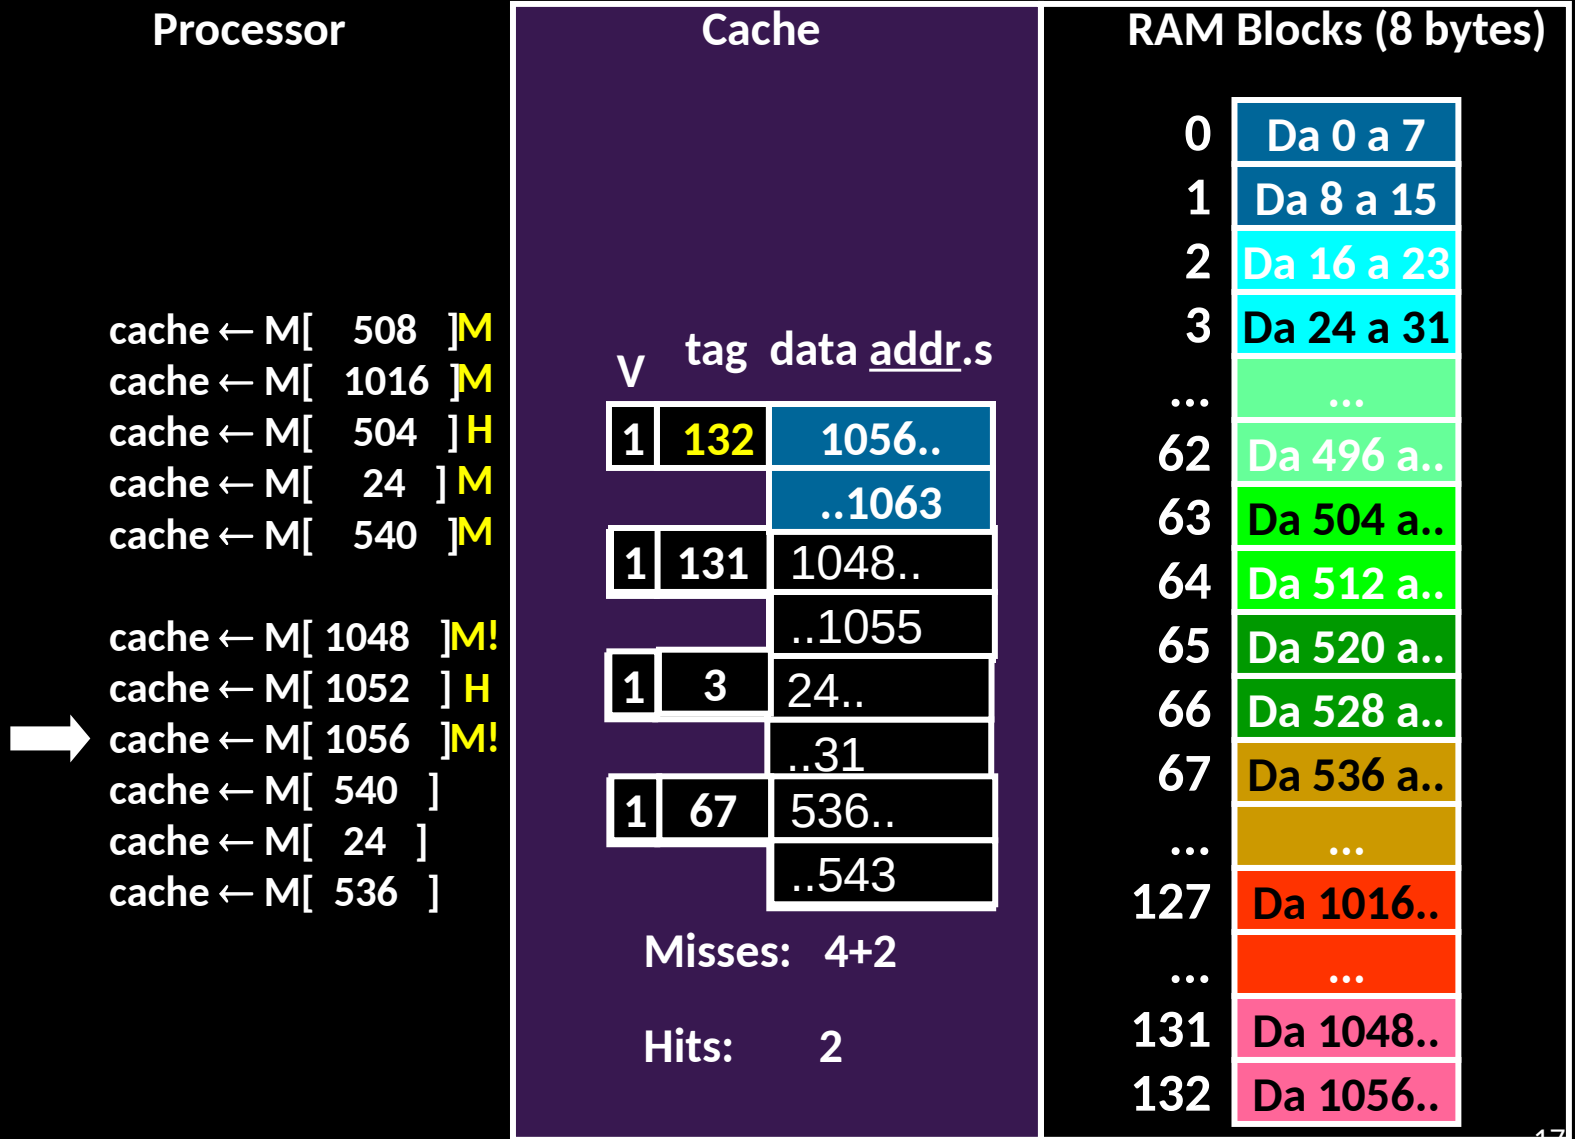 Processor
cache ← M[ 508 ] M
cache ← M[ 1016 ] M
cache ← M[ 504 ] H
cache ← M[ 24 ] M
cache ← M[ 540 ] M
cache ← M[ 1048 ] M!
cache ← M[ 1052 ] H
cache ← M[ 1056 ] M!
cache ← M[ 540 ]
cache ← M[ 24 ]
cache ← M[ 536 ]
Cache
V tag data addr.s
1 132 1056..
..1063
1 131 1048..
..1055
1 3 24..
..31
1 67 536..
..543
Misses: 4+2
Hits: 2
RAM Blocks (8 bytes)
0 Da 0 a 7
1 Da 8 a 15
2 Da 16 a 23
3 Da 24 a 31
... ...
62 Da 496 a..
63 Da 504 a..
64 Da 512 a..
65 Da 520 a..
66 Da 528 a..
67 Da 536 a..
... ...
127 Da 1016..
... ...
131 Da 1048..
132 Da 1056..
17